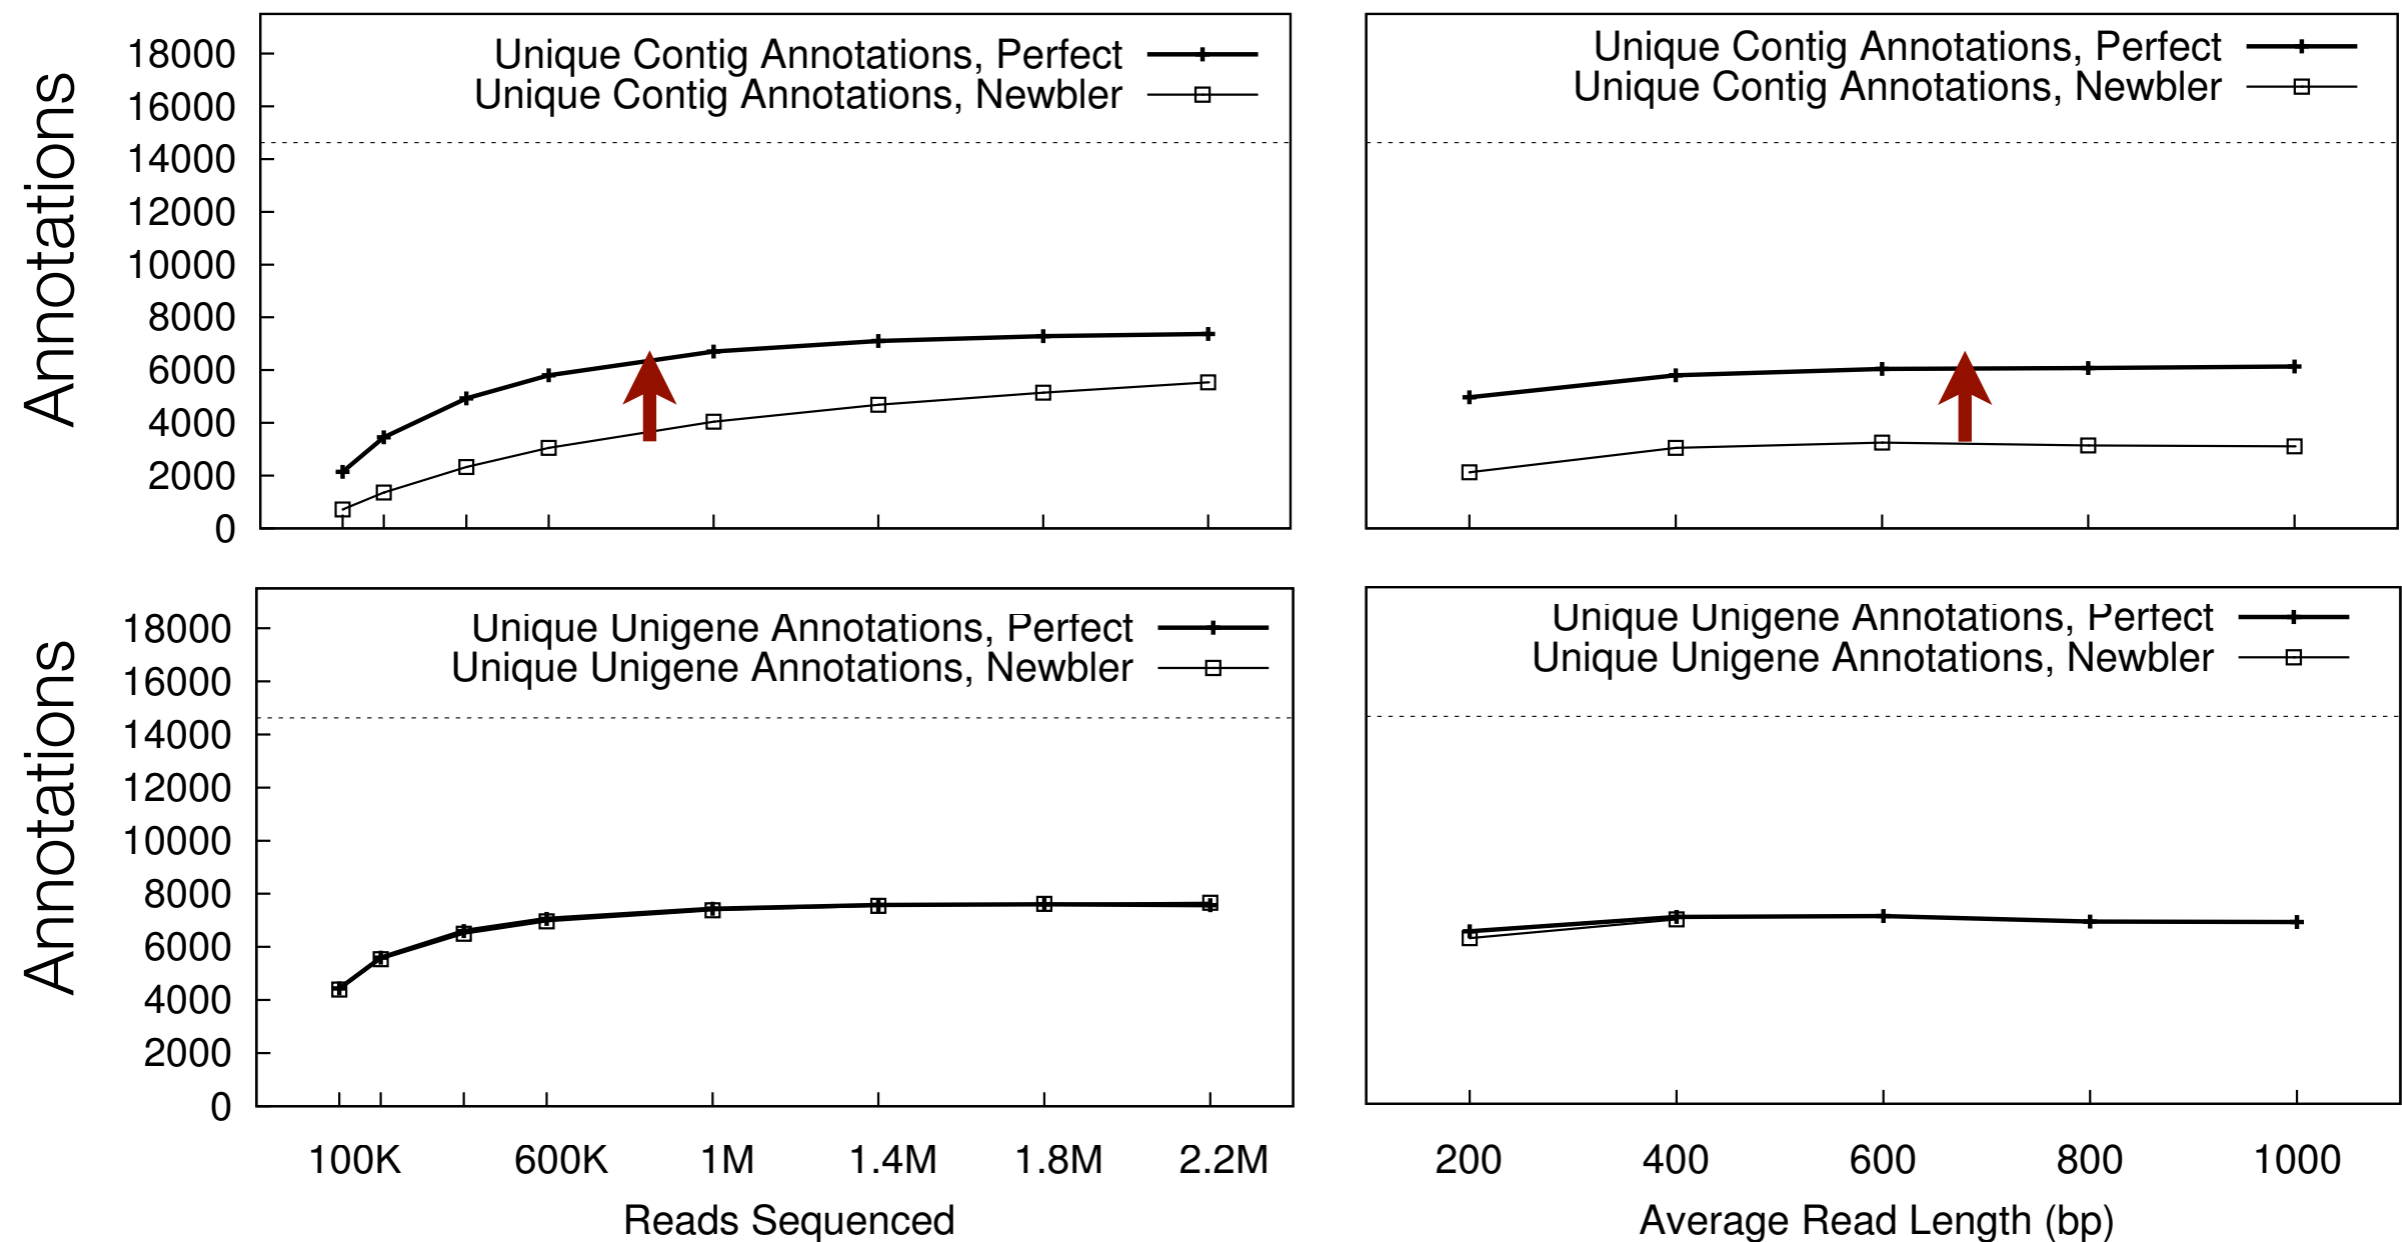 Annotations
18000
16000
14000
12000
10000
8000
6000
4000
2000
0
Unique Contig Annotations, Perfect
Unique Contig Annotations, Newbler
Unique Contig Annotations, Perfect
Unique Contig Annotations, Newbler
Annotations
18000
16000
14000
12000
10000
8000
6000
4000
2000
0
Unique Unigene Annotations, Perfect
Unique Unigene Annotations, Newbler
Unique Unigene Annotations, Perfect
Unique Unigene Annotations, Newbler
100K 600K 1M 1.4M 1.8M 2.2M
Reads Sequenced
200 400 600 800 1000
Average Read Length (bp)